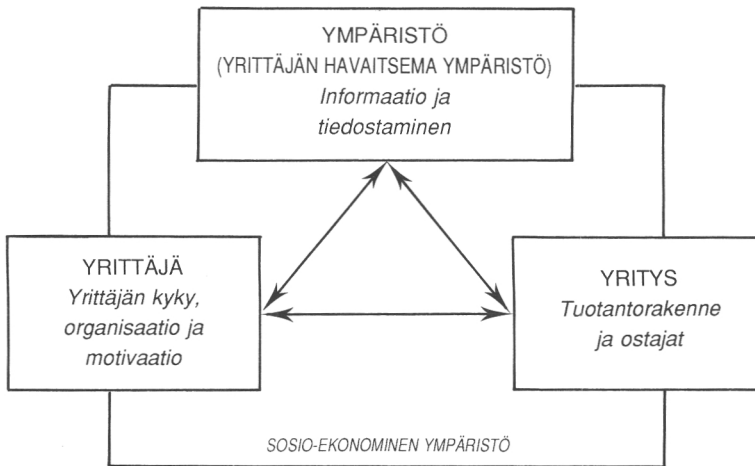 YMPÄRISTÖ
(YRITTÄJÄN HAVAITSEMA YMPÄRISTÖ)
Informaatio ja
tiedostaminen
YRITTÄJÄ
Yrittäjän kyky,
organisaatio ja
motivaatio
YRITYS
Tuotantorakenne
ja ostajat
SOSIO-EKONOMINEN YMPÄRISTÖ